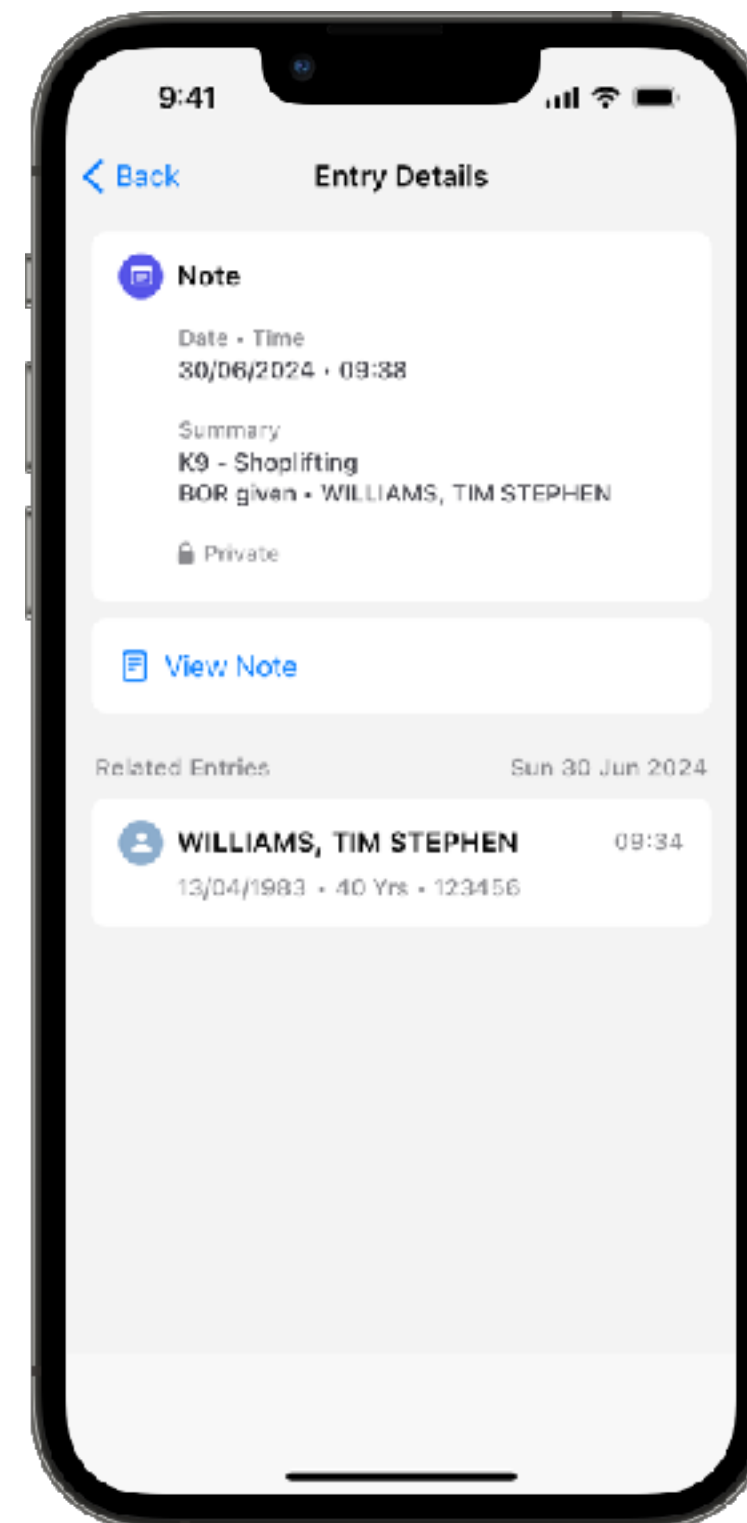 9:41
Back
Entry Details
Note
Date • Time
30/06/2024 • 09:38
Summary
K9 - Shoplifting
BOR given • WILLIAMS, TIM STEPHEN
Private
View Note
Related Entries
Sun 30 Jun 2024
WILLIAMS, TIM STEPHEN
09:34
13/04/1983 • 40 Yrs • 123456